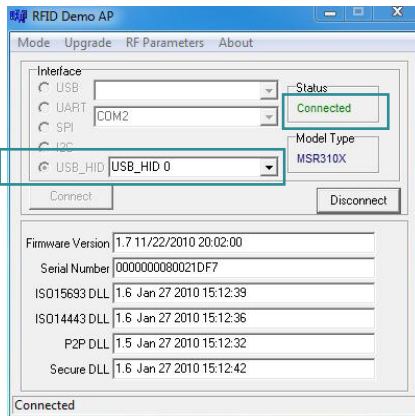 RFID Demo AP
Mode Upgrade RF Parameters About
Interface
USB
UART COM2
SPI
I2C
USB_HID USB_HID 0
Status
Connected
Model Type
MSR310X
Connect
Disconnect
Firmware Version 1.7 11/22/2010 20:02:00
Serial Number 0000000080021DF7
ISO15693 DLL 1.6 Jan 27 2010 15:12:39
ISO14443 DLL 1.6 Jan 27 2010 15:12:36
P2P DLL 1.5 Jan 27 2010 15:12:32
Secure DLL 1.6 Jan 27 2010 15:12:42
Connected